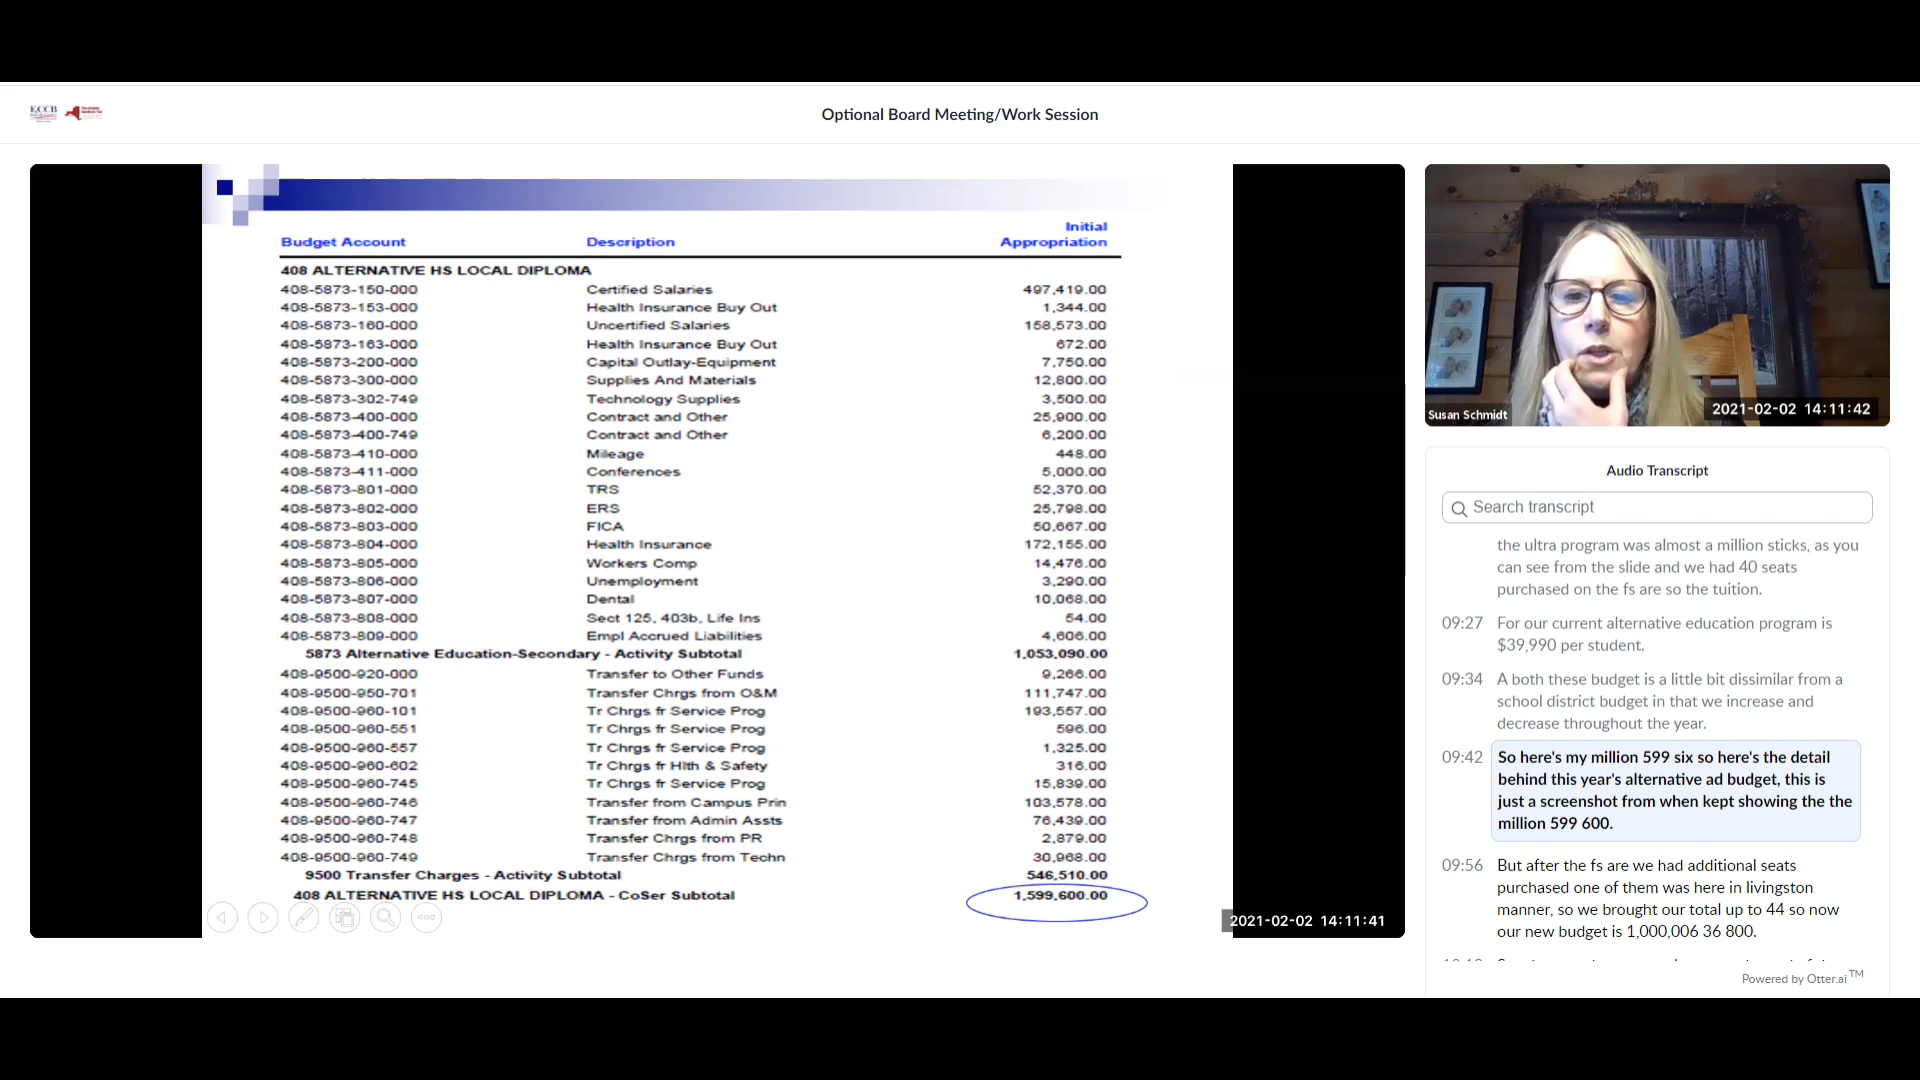 Optional Board Meeting/Work Session
Initial
Budget Account Description Appropriation
408 ALTERNATIVE HS LOCAL DIPLOMA
408-5873-150-000 Certified Salaries 497,419.00
408-5873-153-000 Health Insurance Buy Out 1,344.00
408-5873-160-000 Uncertified Salaries 158,573.00
408-5873-163-000 Health Insurance Buy Out 672.00
408-5873-200-000 Capital Outlay-Equipment 7,750.00
408-5873-300-000 Supplies And Materials 12,800.00
408-5873-302-749 Technology Supplies 3,500.00
408-5873-400-000 Contract and Other 25,900.00
408-5873-400-749 Contract and Other 6,200.00
408-5873-410-000 Mileage 448.00
408-5873-411-000 Conferences 5,000.00
408-5873-801-000 TRS 52,370.00
408-5873-802-000 ERS 25,798.00
408-5873-803-000 FICA 50,667.00
408-5873-804-000 Health Insurance 172,155.00
408-5873-805-000 Workers Comp 14,476.00
408-5873-806-000 Unemployment 3,290.00
408-5873-807-000 Dental 10,068.00
408-5873-808-000 Sect 125, 403b, Life Ins 54.00
408-5873-809-000 Empl Accrued Liabilities 4,606.00
5873 Alternative Education-Secondary - Activity Subtotal 1,053,090.00
408-9500-920-000 Transfer to Other Funds 9,266.00
408-9500-950-701 Transfer Chrgs from O&M 111,747.00
408-9500-960-101 Tr Chrgs fr Service Prog 193,557.00
408-9500-960-551 Tr Chrgs fr Service Prog 596.00
408-9500-960-557 Tr Chrgs fr Service Prog 1,325.00
408-9500-960-602 Tr Chrgs fr Hlth & Safety 316.00
408-9500-960-745 Tr Chrgs fr Service Prog 15,839.00
408-9500-960-746 Transfer from Campus Prin 103,578.00
408-9500-960-747 Transfer from Admin Assts 76,439.00
408-9500-960-748 Transfer Chrgs from PR 2,879.00
408-9500-960-749 Transfer Chrgs from Techn 30,968.00
9500 Transfer Charges - Activity Subtotal 546,510.00
408 ALTERNATIVE HS LOCAL DIPLOMA - CoSer Subtotal 1,599,600.00
2021-02-02 14:11:41
Susan Schmidt
2021-02-02 14:11:42
Audio Transcript
Search transcript
the ultra program was almost a million sticks, as you
can see from the slide and we had 40 seats
purchased on the fs are so the tuition.
09:27 For our current alternative education program is
$39,990 per student.
09:34 A both these budget is a little bit dissimilar from a
school district budget in that we increase and
decrease throughout the year.
09:42 So here's my million 599 six so here's the detail
behind this year's alternative ad budget, this is
just a screenshot from when kept showing the the
million 599 600.
09:56 But after the fs are we had additional seats
purchased one of them was here in livingston
manner, so we brought our total up to 44 so now
our new budget is 1,000,006 36 800.
Powered by Otter.ai TM